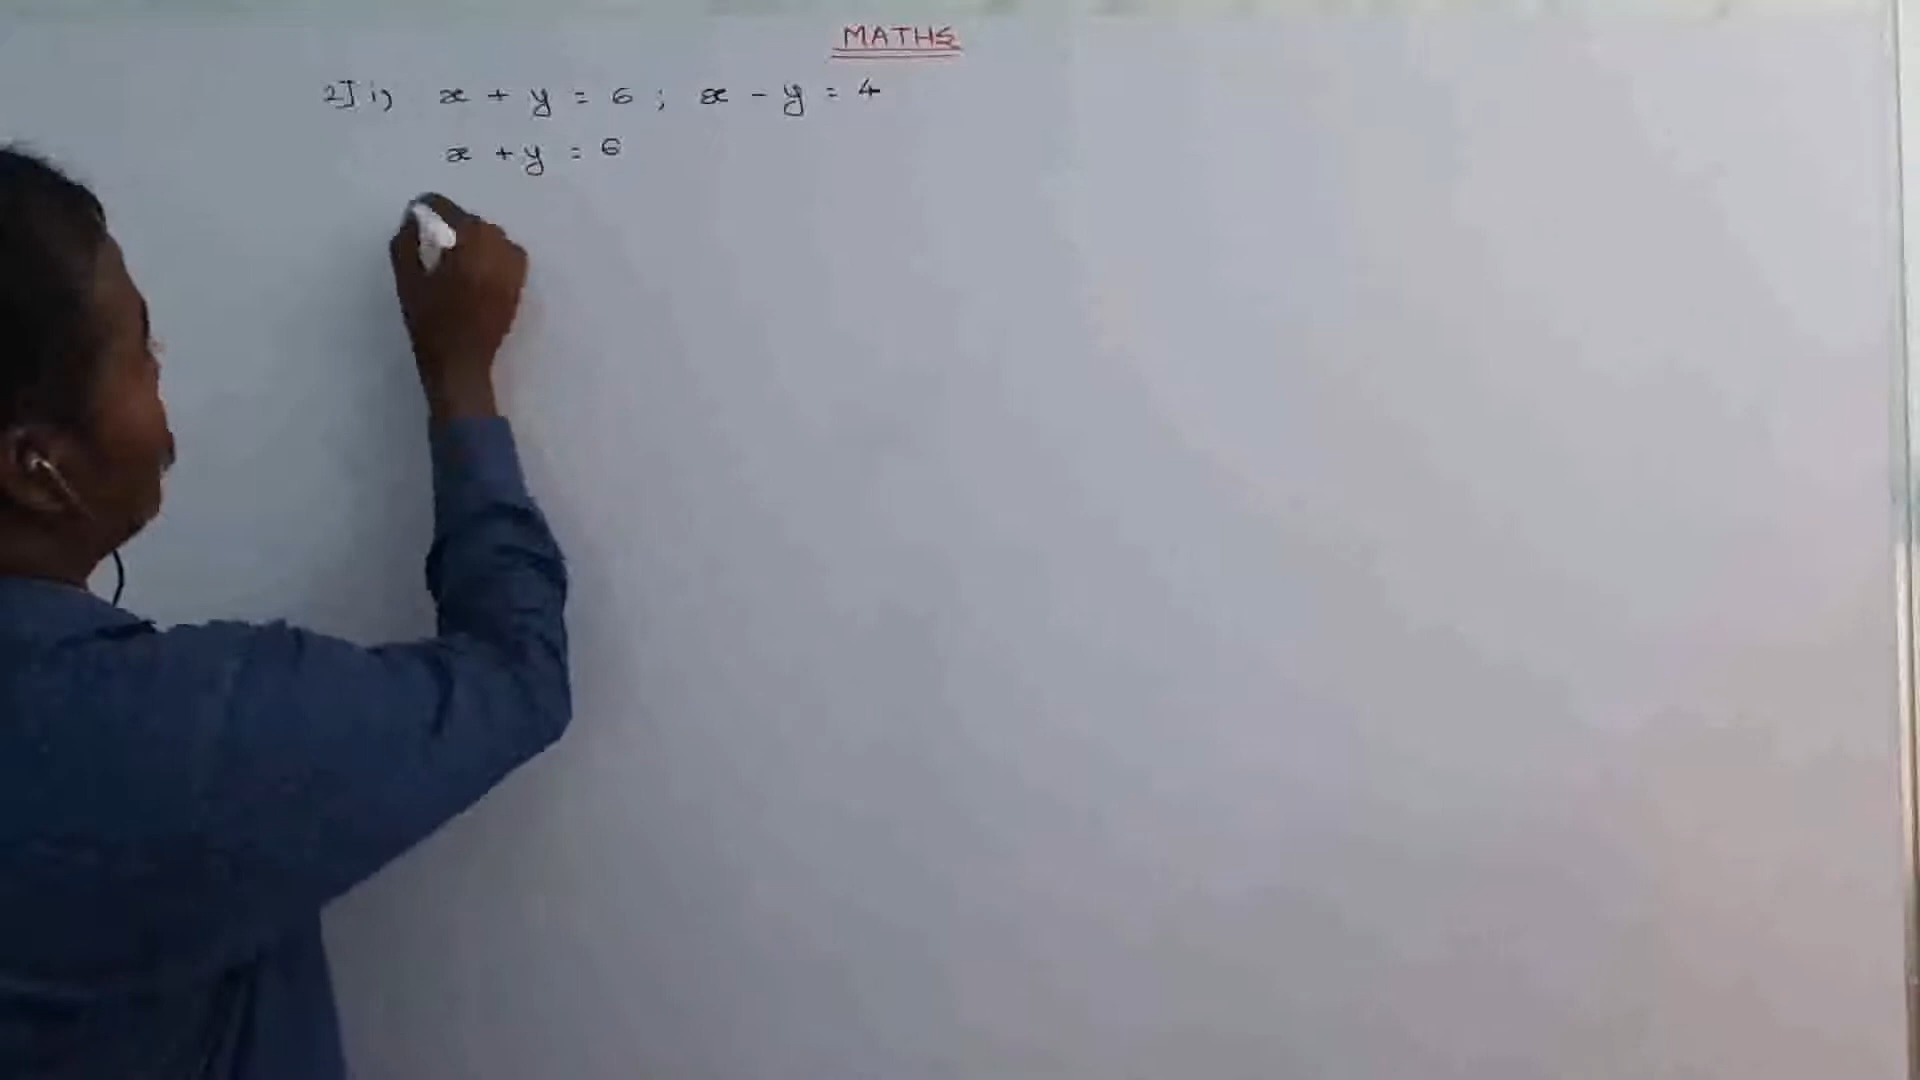 MATHS
2] i) x + y = 6 ; x - y = 4
x + y = 6